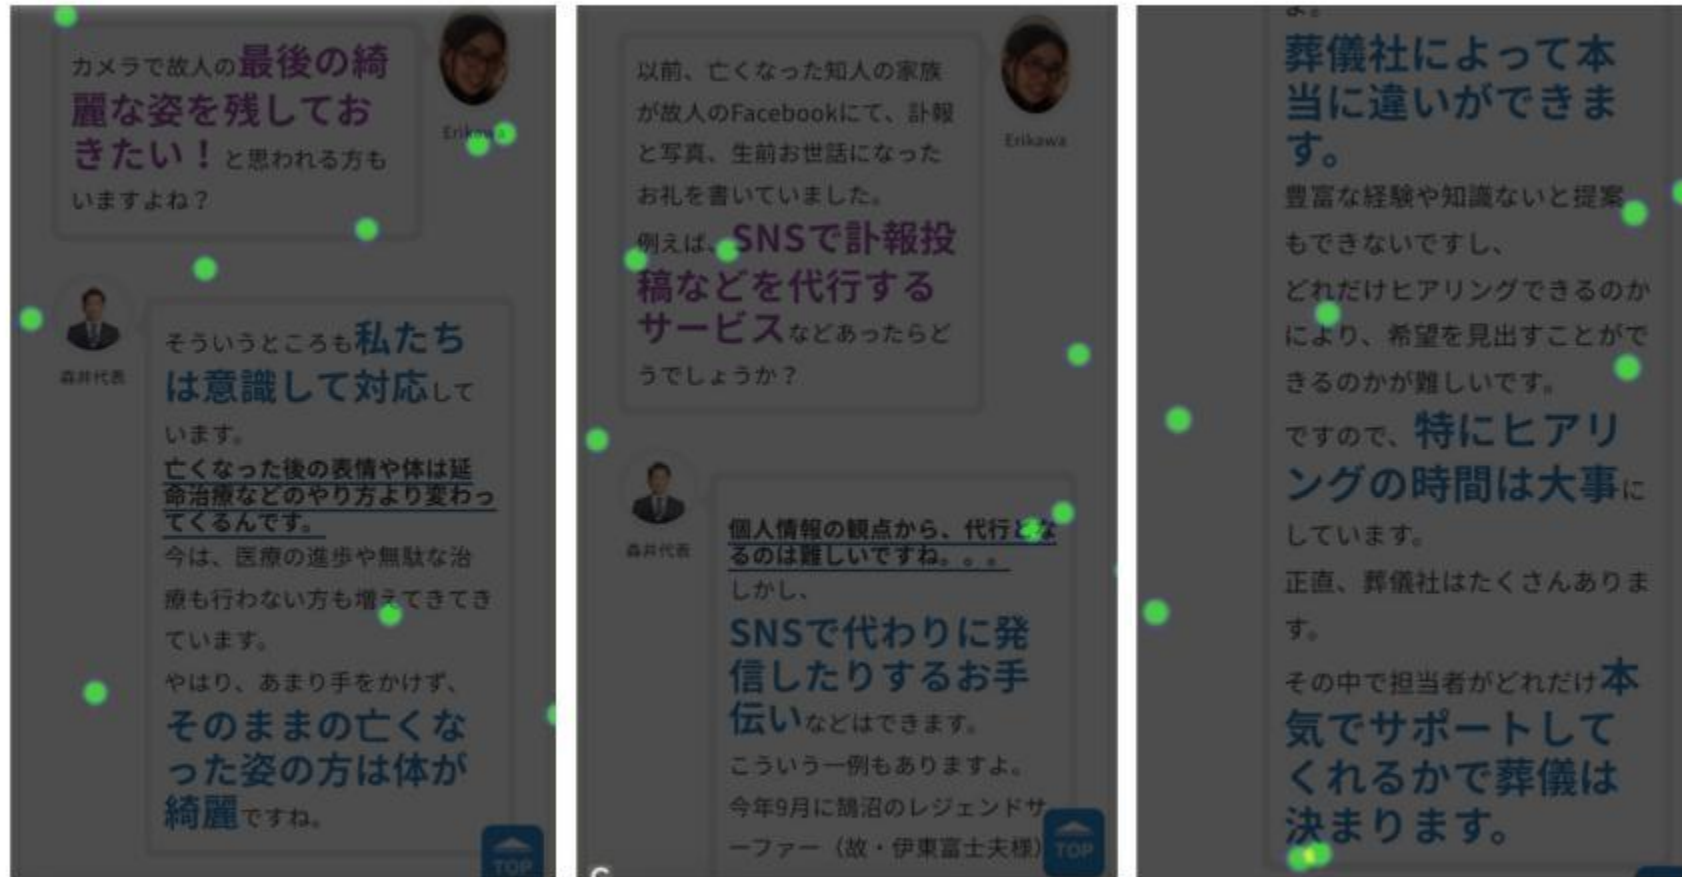 カメラで故人の最後の綺
麗な姿を残してお
きたい！と思われる方も
いますよね？
Erikawa
森井代表
そういうところも私たち
は意識して対応して
います。
亡くなった後の表情や体は延
命治療などのやり方より変わっ
てくるんです。
今は、医療の進歩や無駄な治
療も行わない方も増えてきてき
ています。
やはり、あまり手をかけず、
そのままの亡くな
った姿の方は体が
綺麗ですね。
TOP
以前、亡くなった知人の家族
が故人のFacebookにて、訃報
と写真、生前お世話になった
お礼を書いていました。
例えば、SNSで訃報投
稿などを代行する
サービスなどあったらど
うでしょうか？
Erikawa
森井代表
個人情報の観点から、代行とな
るのは難しいですね。。。
しかし、
SNSで代わりに発
信したりするお手
伝いなどはできます。
こういう一例もありますよ。
今年9月に鵠沼のレジェンドサ
ーファー（故・伊東富士夫様）
TOP
よ。
葬儀社によって本
当に違いができま
す。
豊富な経験や知識ないと提案
もできないですし、
どれだけヒアリングできるのか
により、希望を見出すことがで
きるのかが難しいです。
ですので、特にヒアリ
ングの時間は大事に
しています。
正直、葬儀社はたくさんありま
す。
その中で担当者がどれだけ本
気でサポートして
くれるかで葬儀は
決まります。